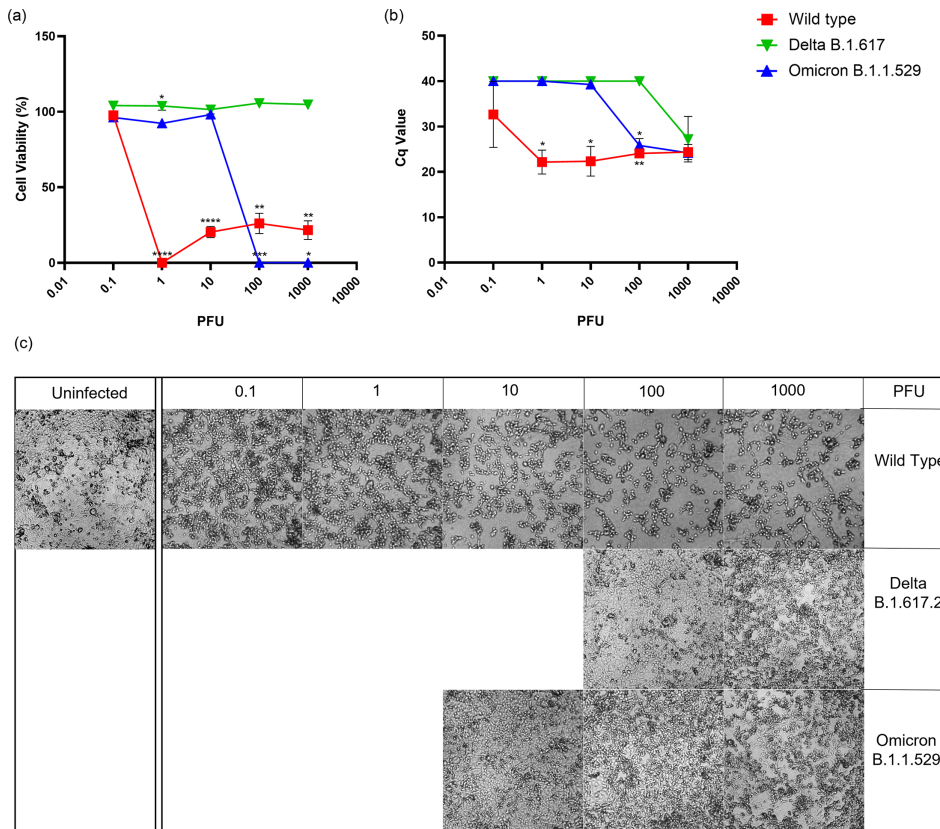 (a)
(b)
Wild type
Delta B.1.617
Omicron B.1.1.529
150
100
50
0
Cell Viability (%)
*
****
****
**
***
**
*
0.01
0.1
1
10
100
1000
10000
PFU
50
40
30
20
10
0
Cq Value
*
*
*
**
0.01
0.1
1
10
100
1000
10000
PFU
(c)
Uninfected 0.1 1 10 100 1000 PFU
Wild Type
Delta
B.1.617.2
Omicron
B.1.1.529